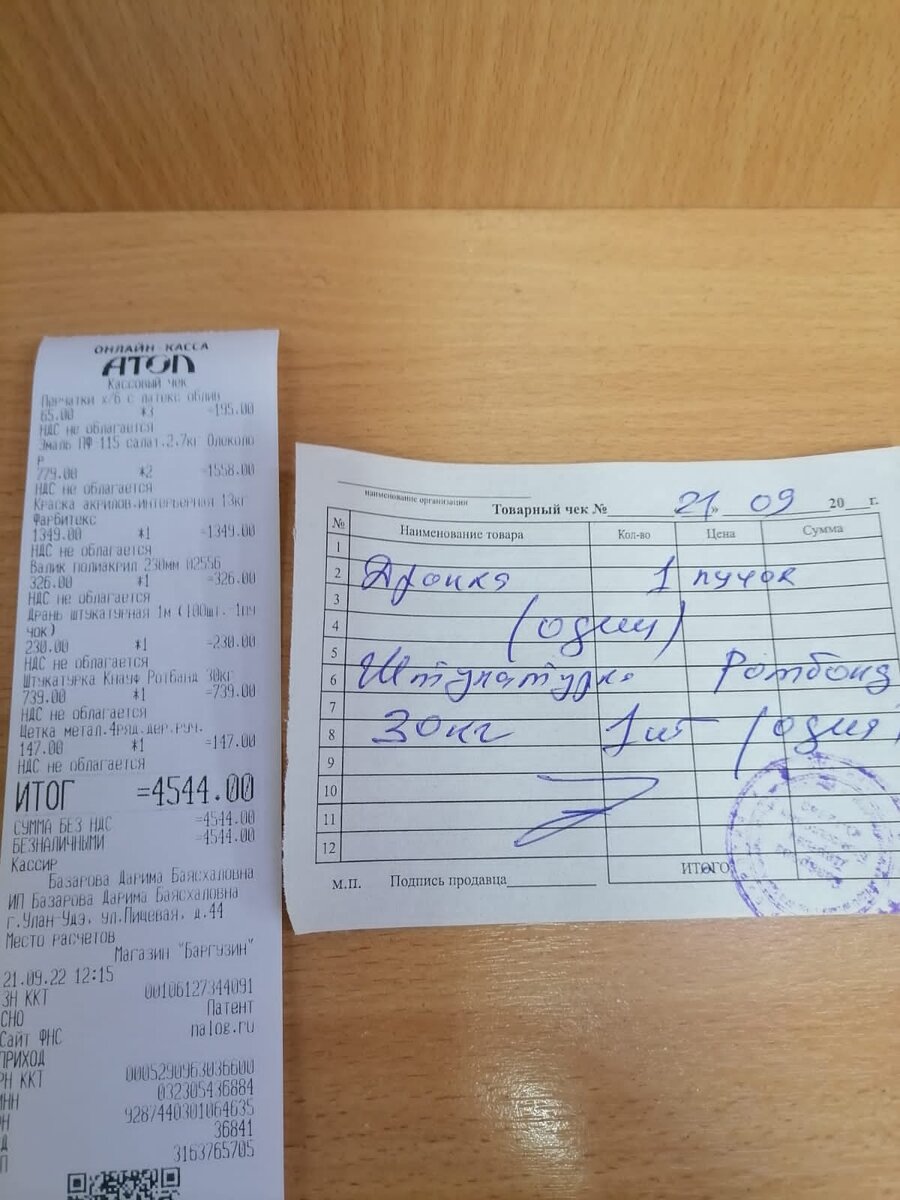 ОНЛАЙН-КАССА
АТОЛ
Кассовый чек
Перчатки х/б с латекс облив
65.00 *3 =195.00
НДС не облагается
Эмаль ПФ 115 салат.2.7кг Олоколо
р
779.00 *2 =1558.00
НДС не облагается
Краска акрилов.интерьерная 13кг
Фарбитекс
1349.00 *1 =1349.00
НДС не облагается
Валик полиакрил 230мм 02556
326.00 *1 =326.00
НДС не облагается
Дрань штукатурная 1м (100шт. 1пу
чок)
230.00 *1 =230.00
НДС не облагается
Штукатурка Кнауф Ротбанд 30кг
739.00 *1 =739.00
НДС не облагается
Щетка метал.4ряд.дер.руч.
147.00 *1 =147.00
НДС не облагается
ИТОГ =4544.00
СУММА БЕЗ НДС =4544.00
БЕЗНАЛИЧНЫМИ =4544.00
Кассир
Базарова Дарима Баясхаловна
ИП Базарова Дарима Баясхаловна
г.Улан-Удэ, ул.Пищевая, д.44
Место расчетов
Магазин "Баргузин"
21.09.22 12:15
ЗН ККТ 00106127344091
СНО Патент
Сайт ФНС nalog.ru
ПРИХОД
РН ККТ 0005290963036600
ИНН 032305436884
9287440301064635
36841
3163765705
наименование организации
Товарный чек № 21 » 09 20 г.
№ Наименование товара Кол-во Цена Сумма
1
2 Дранка 1 пучок
3
4 (один)
5
6 Штукатурка Ротбанд
7
8 30кг 1шт (одна)
9
10
11
12
ИТОГО
М.П. Подпись продавца